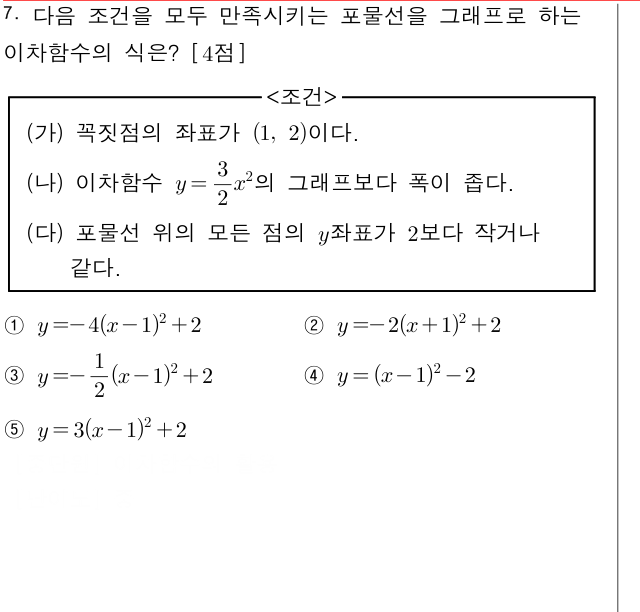 7. 다음 조건을 모두 만족시키는 포물선을 그래프로 하는
이차함수의 식은? [4점]
<조건>
(가) 꼭짓점의 좌표가 (1, 2)이다.
(나) 이차함수 y=3/2x²의 그래프보다 폭이 좁다.
(다) 포물선 위의 모든 점의 y좌표가 2보다 작거나
같다.
① y=-4(x-1)²+2 ② y=-2(x+1)²+2
③ y=-1/2(x-1)²+2 ④ y=(x-1)²-2
⑤ y=3(x-1)²+2